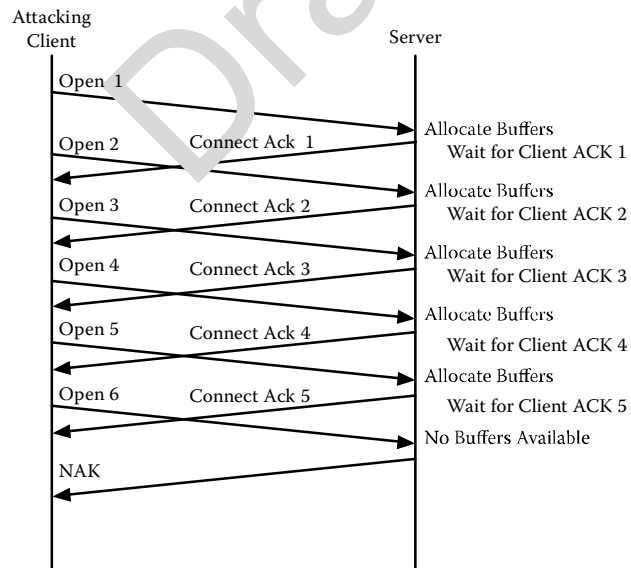 Attacking
Client
Server
Open 1
Allocate Buffers
Connect Ack 1
Wait for Client ACK 1
Open 2
Allocate Buffers
Connect Ack 2
Wait for Client ACK 2
Open 3
Allocate Buffers
Connect Ack 3
Wait for Client ACK 3
Open 4
Allocate Buffers
Connect Ack 4
Wait for Client ACK 4
Open 5
Allocate Buffers
Connect Ack 5
Wait for Client ACK 5
Open 6
No Buffers Available
NAK